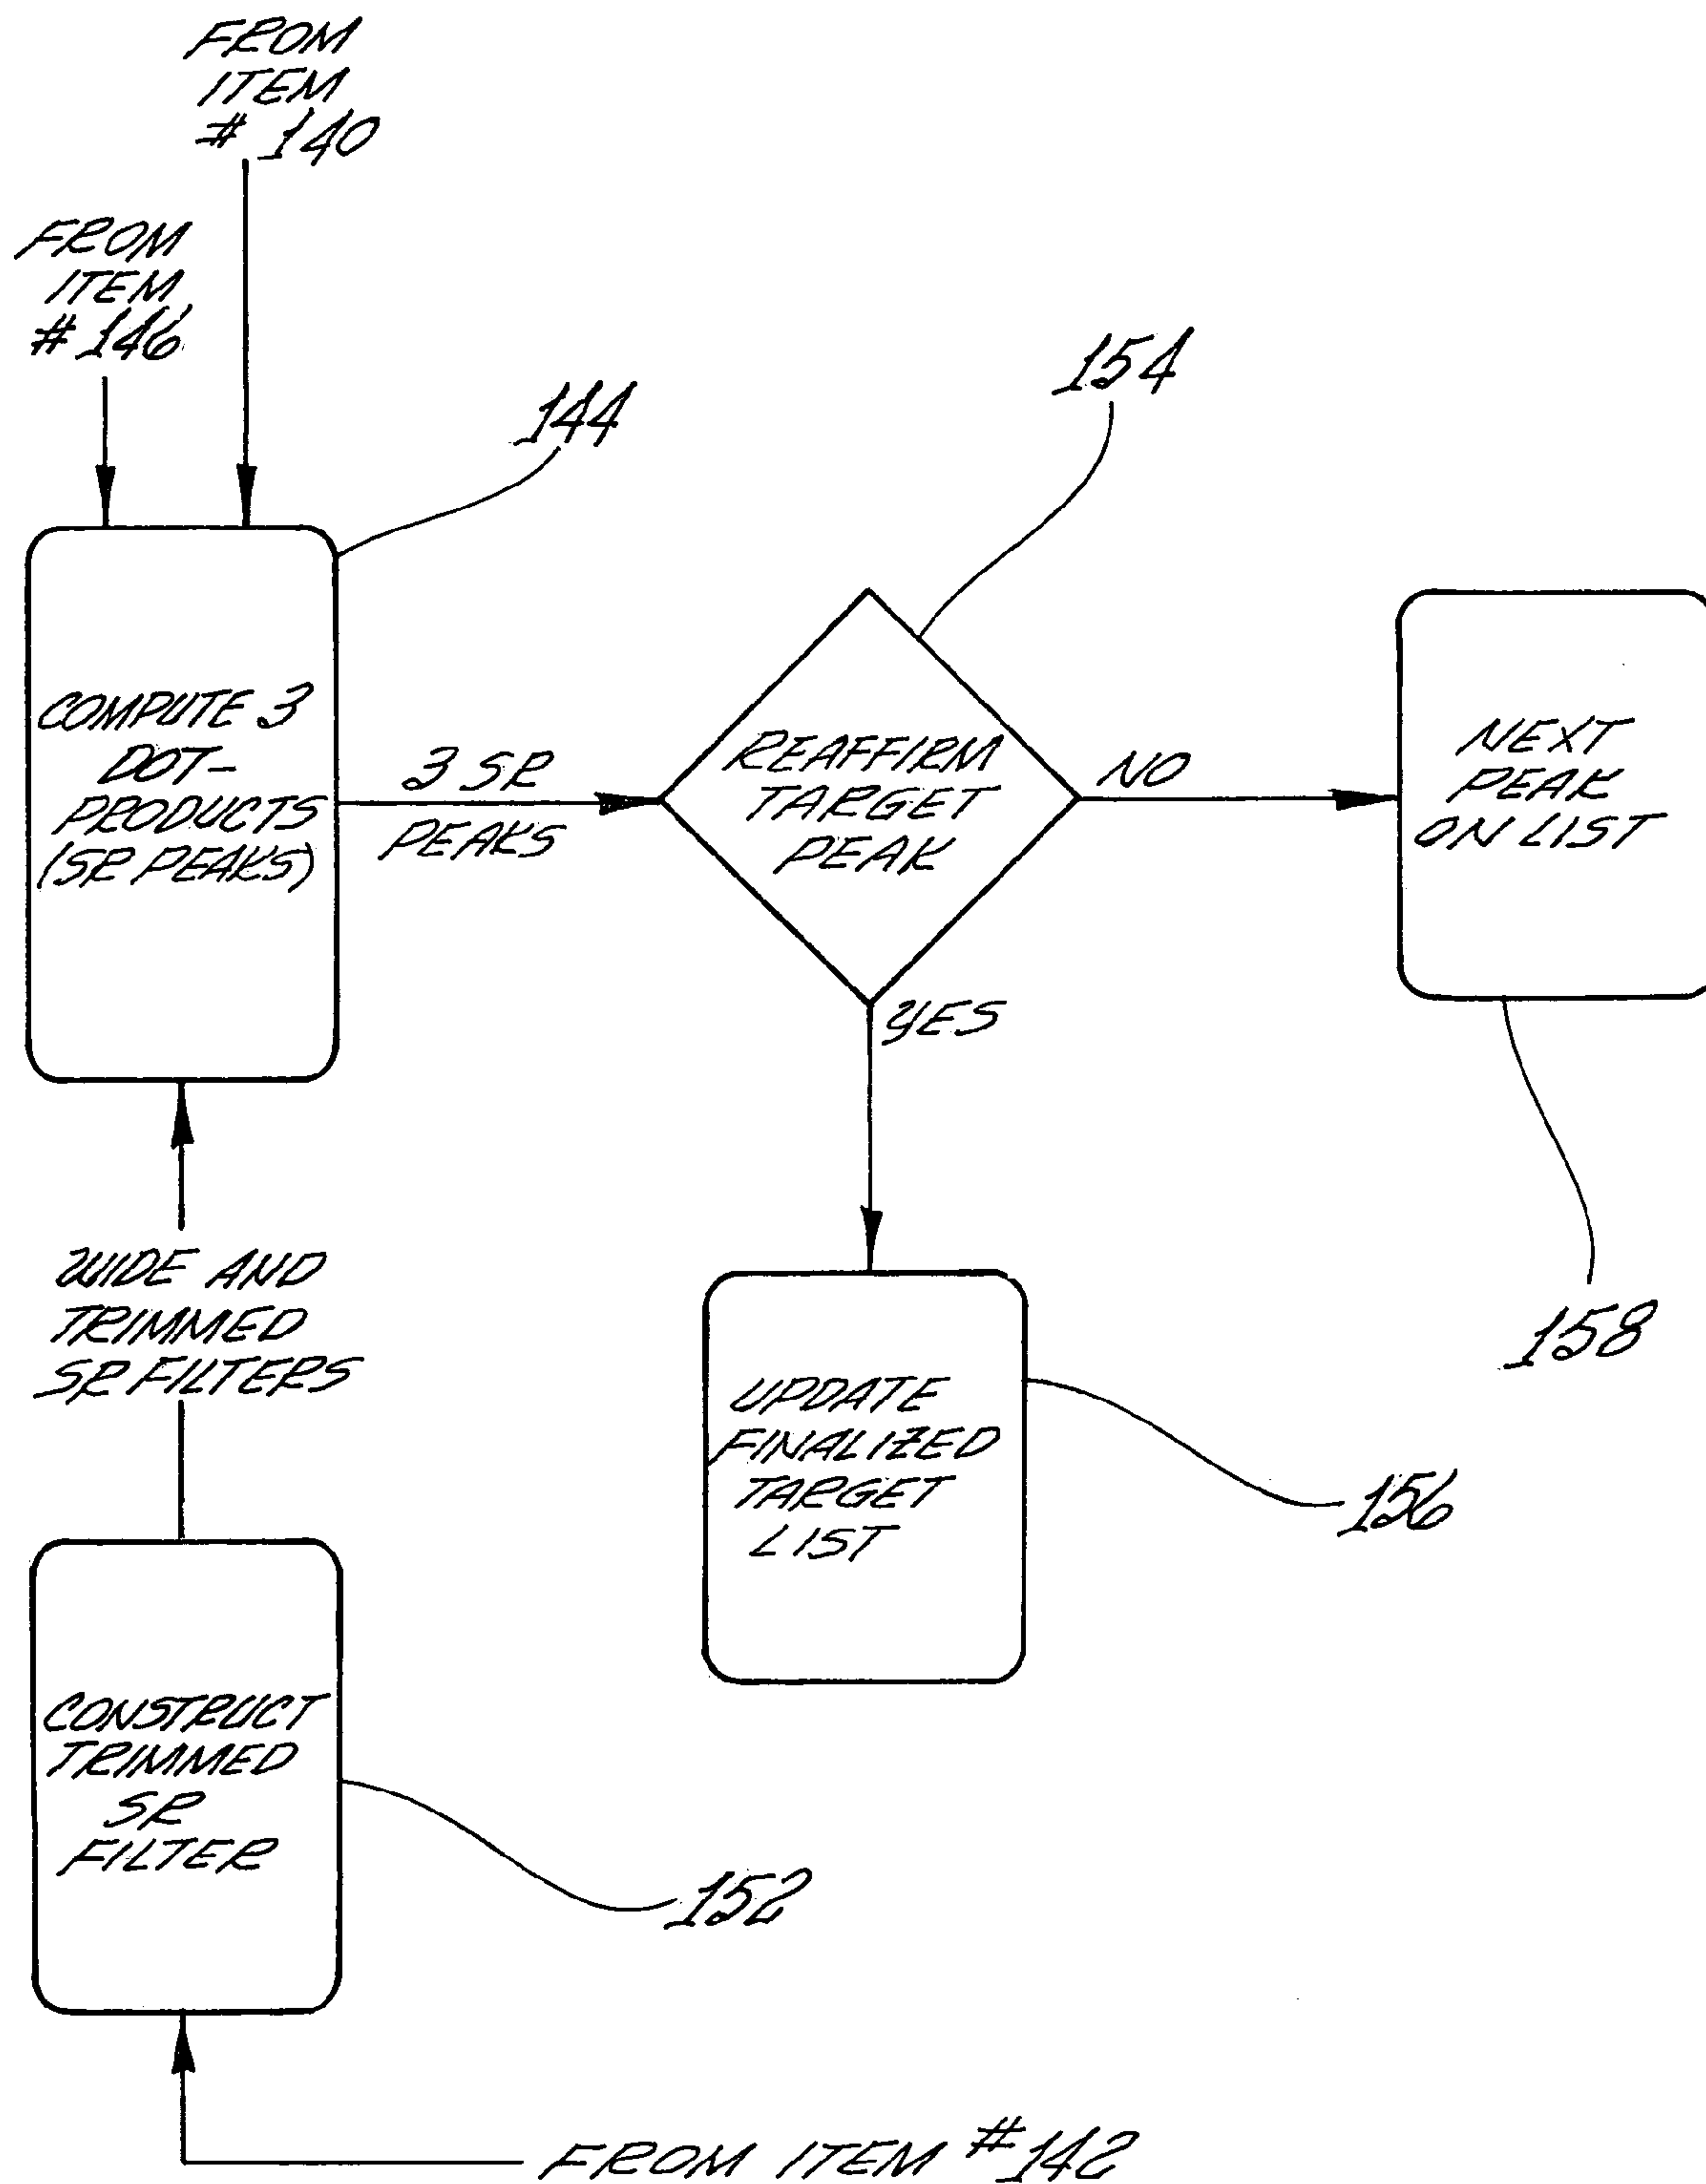 FROM
ITEM
# 140
FROM
ITEM
# 146
144
154
COMPUTE 3
DOT-
PRODUCTS
(SR PEAKS)
3 SR
PEAKS
REAFFIRM
TARGET
PEAK
NO
NEXT
PEAK
ON LIST
YES
158
WIDE AND
TRIMMED
SR FILTERS
UPDATE
FINALIZED
TARGET
LIST
156
CONSTRUCT
TRIMMED
SR
FILTER
152
FROM ITEM #142